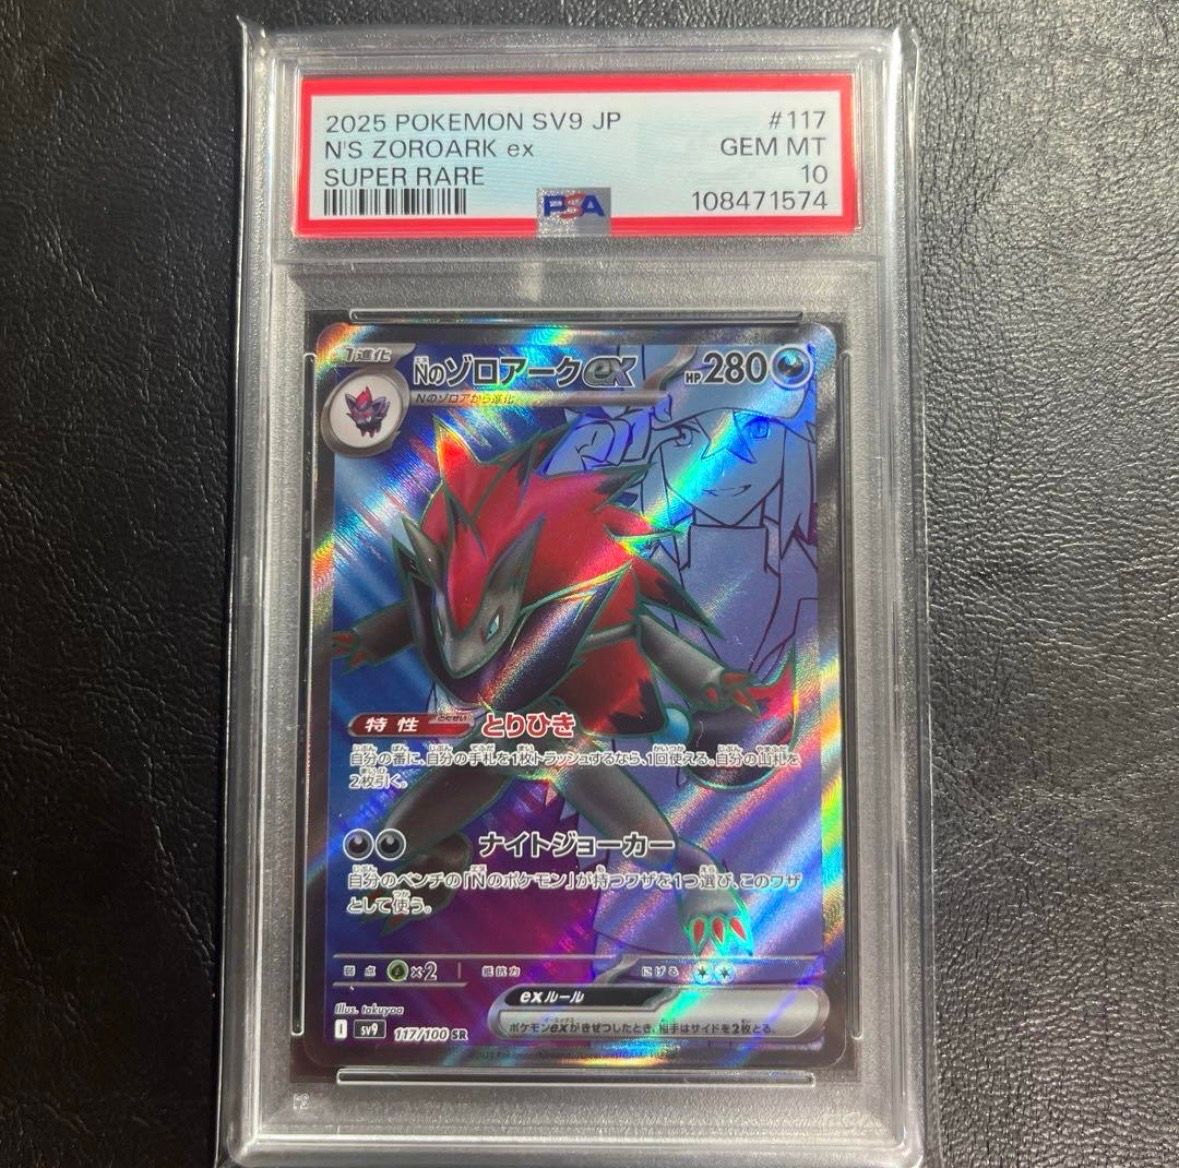 2025 POKEMON SV9 JP #117
N'S ZOROARK ex GEM MT
SUPER RARE 10
PSA 108471574
1進化
Nのゾロアークex HP280
Nのゾロアから進化
特性 とくせい とりひき
自分の番に、自分の手札を1枚トラッシュするなら、1回使える。自分の山札を
2枚引く。
ナイトジョーカー
自分のベンチの「Nのポケモン」が持つワザを1つ選び、このワザ
として使う。
弱点 ×2 抵抗力 にげる
Illus. takuyoa
exルール
I SV9 117/100 SR
ポケモンexがきぜつしたとき、相手はサイドを2枚とる。